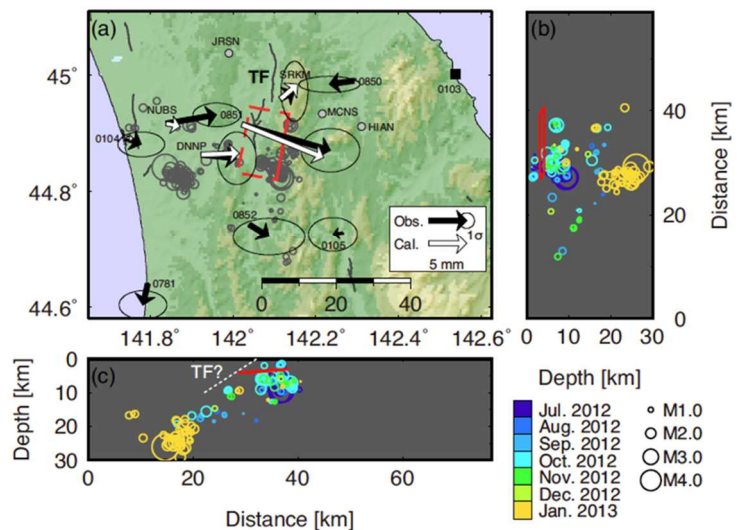 (a)
JRSN
45°
TF
SRKM
0850
0103
NUBS
0851
MCNS
0104
HIAN
DNNP
44.8°
0852
0105
Obs.
1σ
Cal.
5 mm
0781
0 20 40
44.6°
141.8° 142° 142.2° 142.4° 142.6°
(b)
40
20
0
Distance [km]
0 10 20 30
Depth [km]
(c)
TF?
0
10
20
30
Depth [km]
0 20 40 60
Distance [km]
Jul. 2012
Aug. 2012
Sep. 2012
Oct. 2012
Nov. 2012
Dec. 2012
Jan. 2013
M1.0
M2.0
M3.0
M4.0